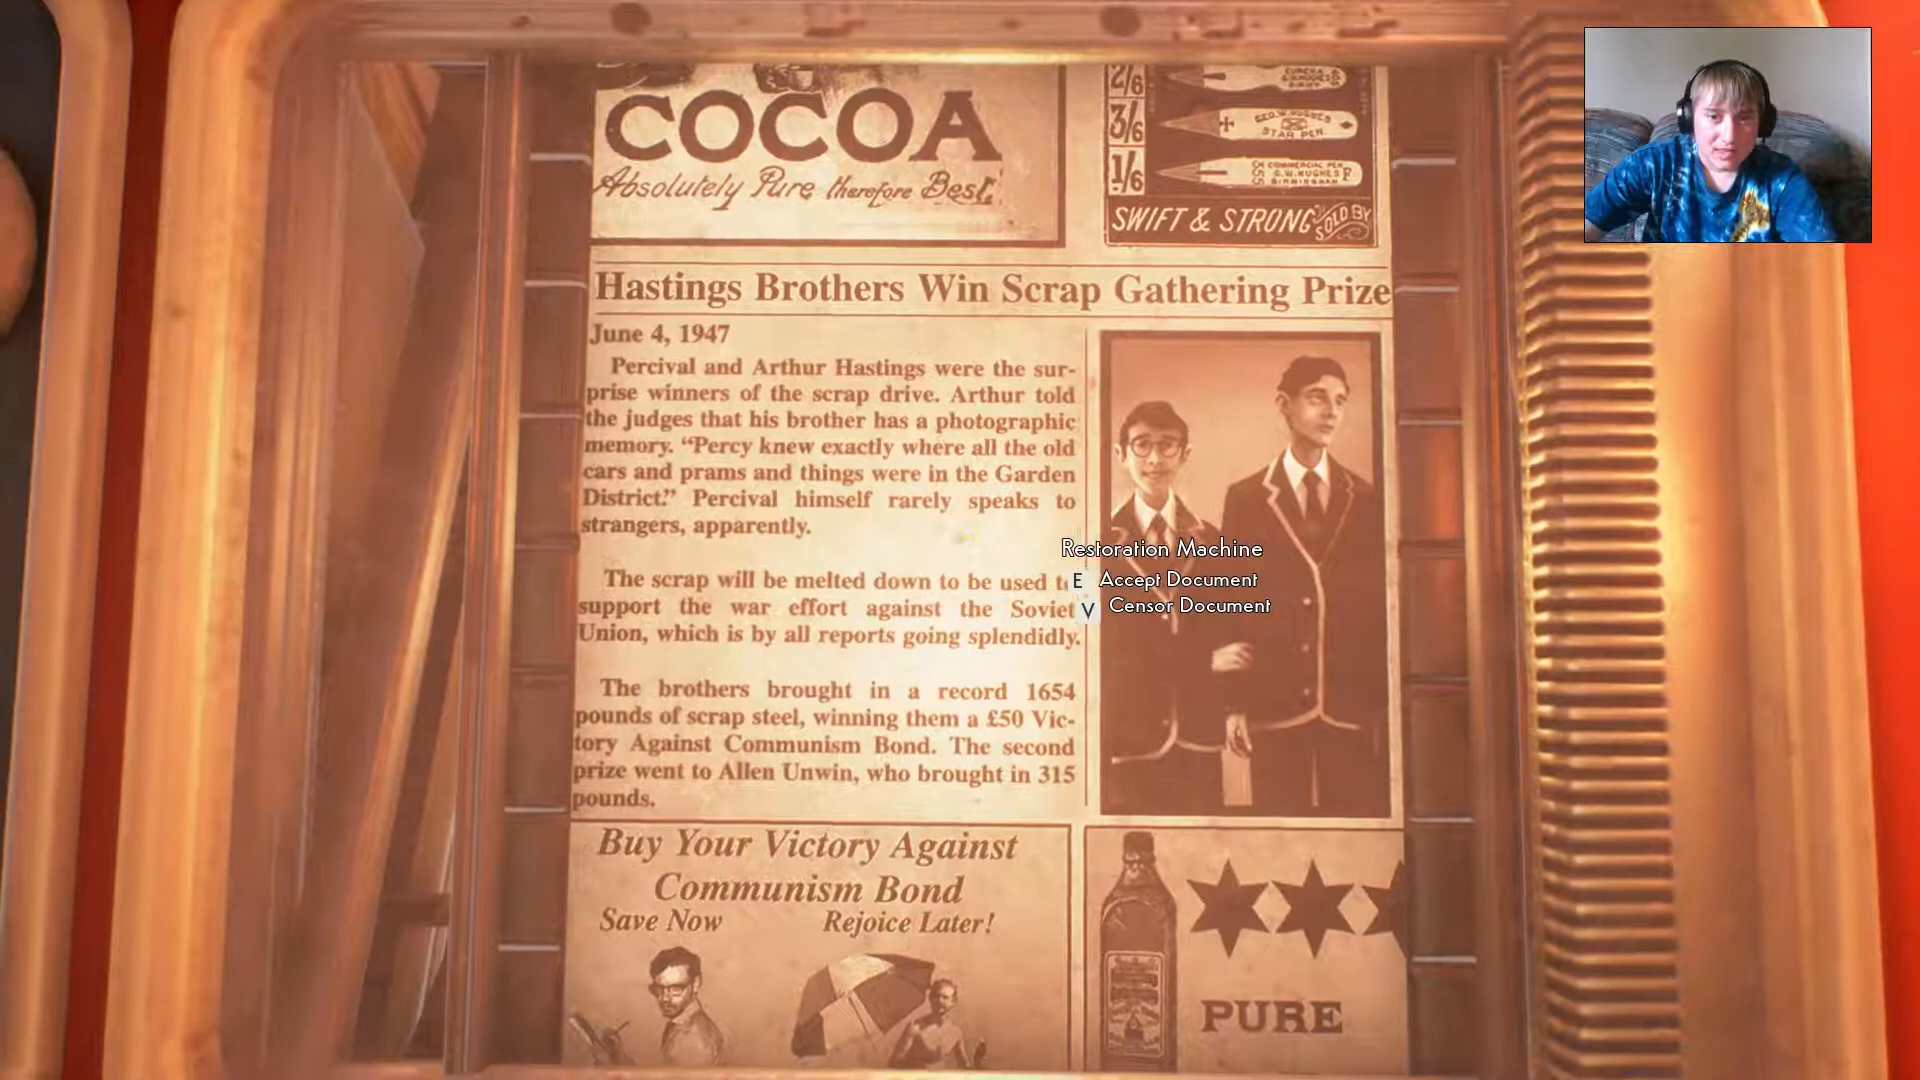 COCOA
Absolutely Pure therefore Best.
2/6
3/6
GEO.W.HUGHES
STAR PEN
1/6
G.W.HUGHES F
BIRMINGHAM
SWIFT & STRONG SOLD BY
Hastings Brothers Win Scrap Gathering Prize
June 4, 1947
Percival and Arthur Hastings were the sur-
prise winners of the scrap drive. Arthur told
the judges that his brother has a photographic
memory. “Percy knew exactly where all the old
cars and prams and things were in the Garden
District.” Percival himself rarely speaks to
strangers, apparently.
The scrap will be melted down to be used t
support the war effort against the Soviet
Union, which is by all reports going splendidly.
The brothers brought in a record 1654
pounds of scrap steel, winning them a £50 Vic-
tory Against Communism Bond. The second
prize went to Allen Unwin, who brought in 315
pounds.
Restoration Machine
E Accept Document
V Censor Document
Buy Your Victory Against
Communism Bond
Save Now Rejoice Later!
PURE